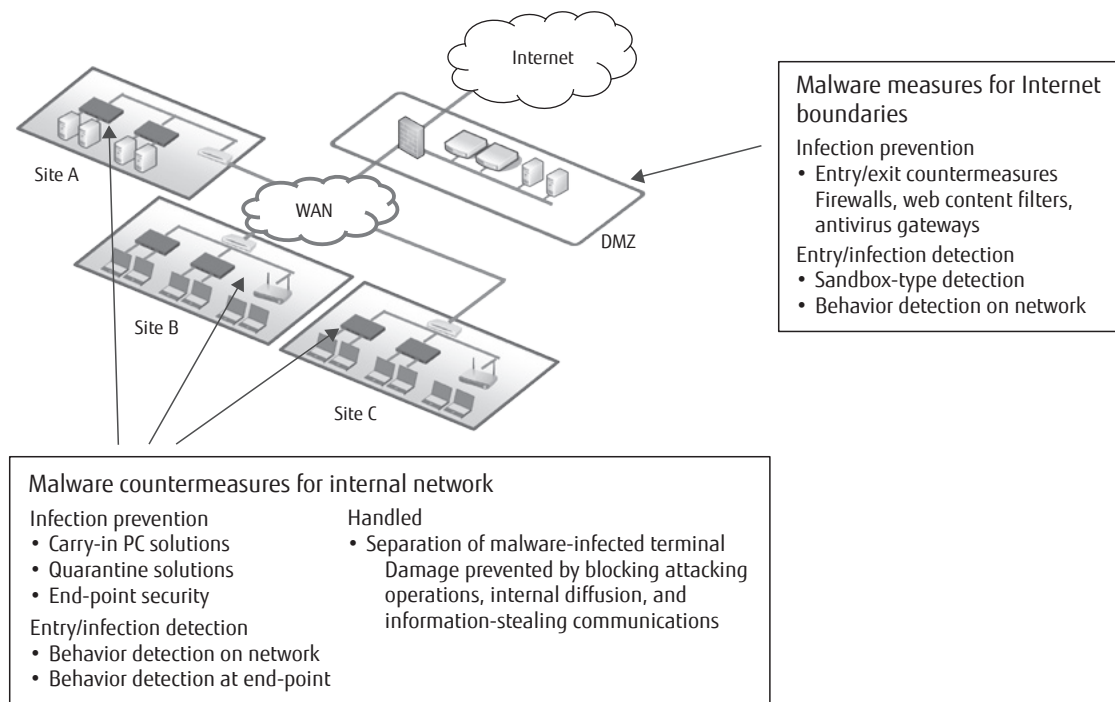 Internet
Site A
WAN
DMZ
Site B
Site C
Malware measures for Internet
boundaries
Infection prevention
• Entry/exit countermeasures
Firewalls, web content filters,
antivirus gateways
Entry/infection detection
• Sandbox-type detection
• Behavior detection on network
Malware countermeasures for internal network
Infection prevention
• Carry-in PC solutions
• Quarantine solutions
• End-point security
Entry/infection detection
• Behavior detection on network
• Behavior detection at end-point
Handled
• Separation of malware-infected terminal
Damage prevented by blocking attacking
operations, internal diffusion, and
information-stealing communications